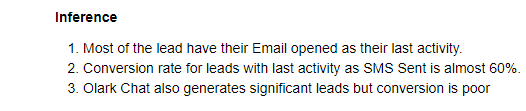 Inference
1. Most of the lead have their Email opened as their last activity.
2. Conversion rate for leads with last activity as SMS Sent is almost 60%.
3. Olark Chat also generates significant leads but conversion is poor